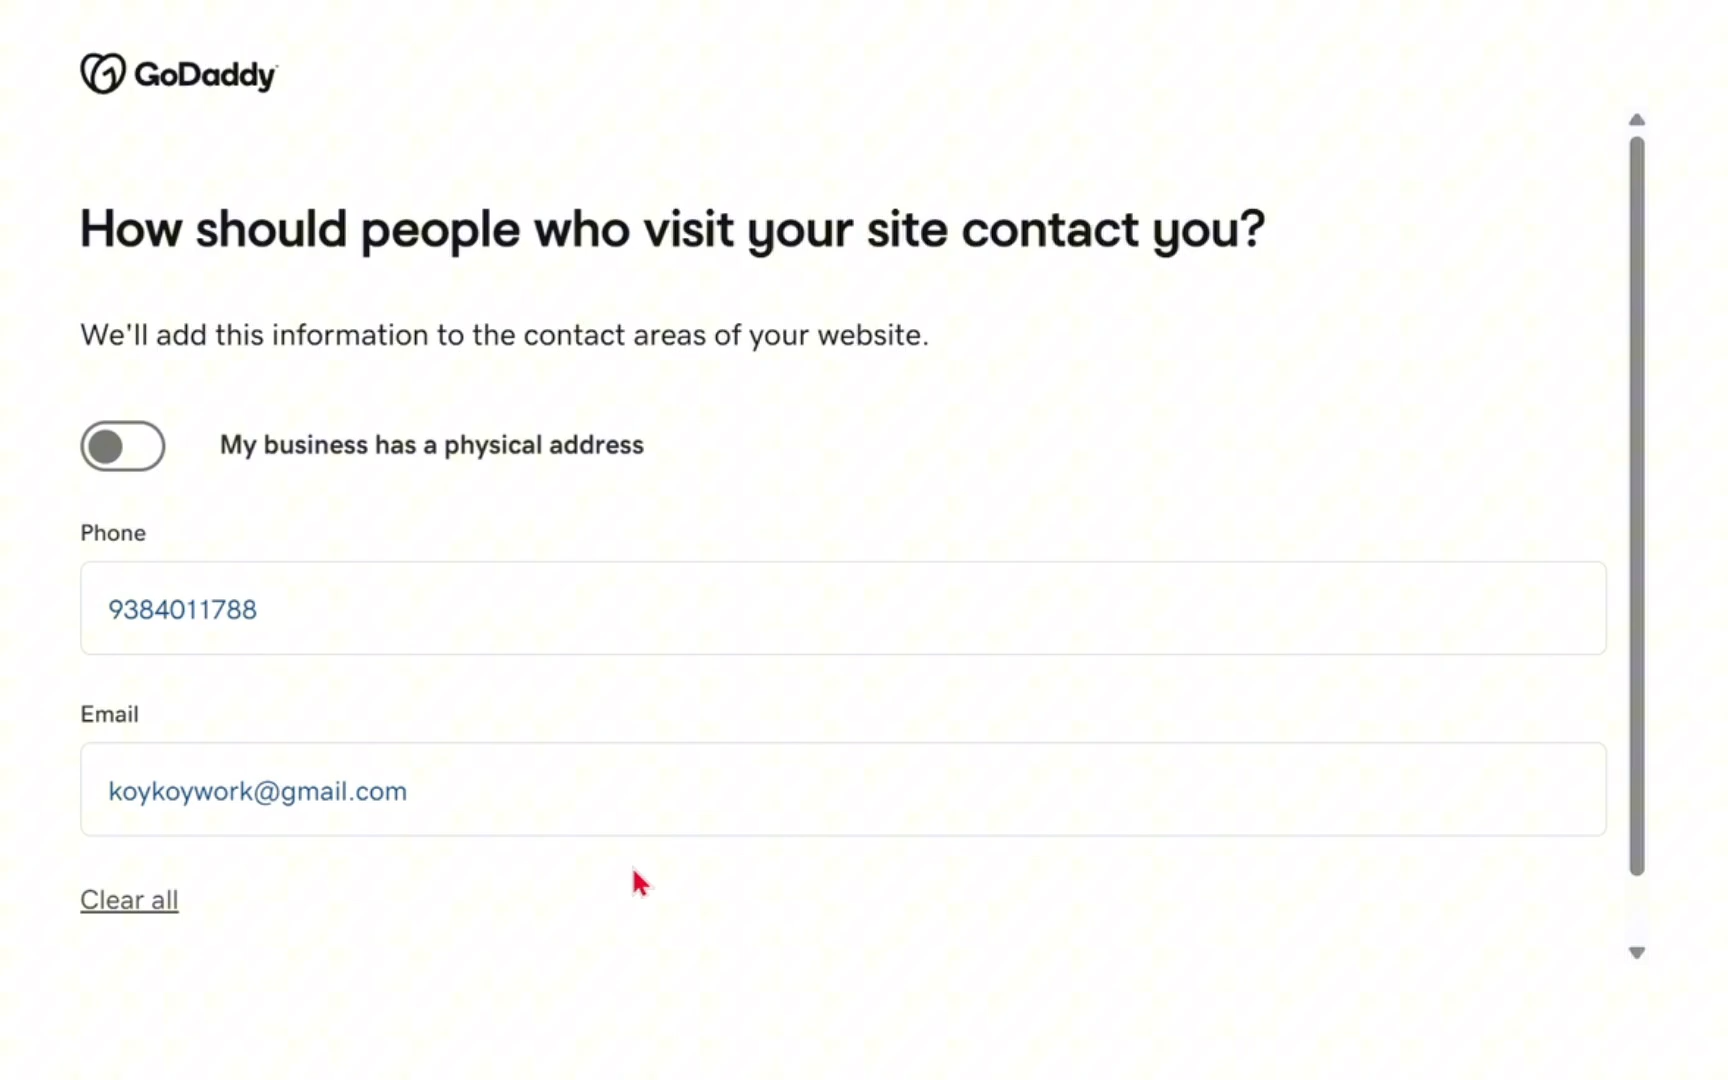 GoDaddy
How should people who visit your site contact you?
We'll add this information to the contact areas of your website.
My business has a physical address
Phone
9384011788
Email
koykoywork@gmail.com
Clear all